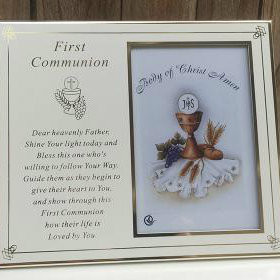 First
Communion
Dear heavenly Father,
Shine Your light today and
Bless this one who's
willing to follow Your Way.
Guide them as they begin to
give their heart to You,
and show through this
First Communion
how their life is
Loved by You.
Body of Christ Amen
JHS